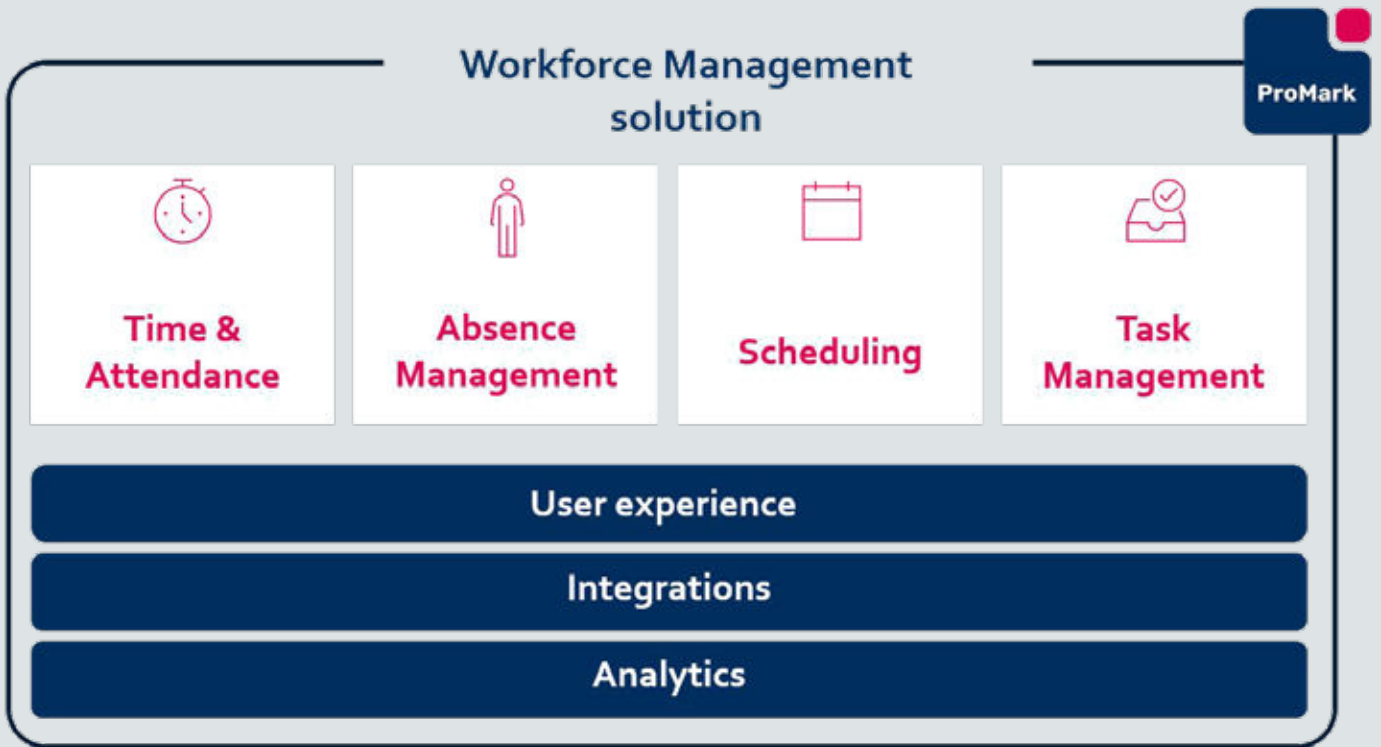 Workforce Management
solution
ProMark
Time &
Attendance
Absence
Management
Scheduling
Task
Management
User experience
Integrations
Analytics